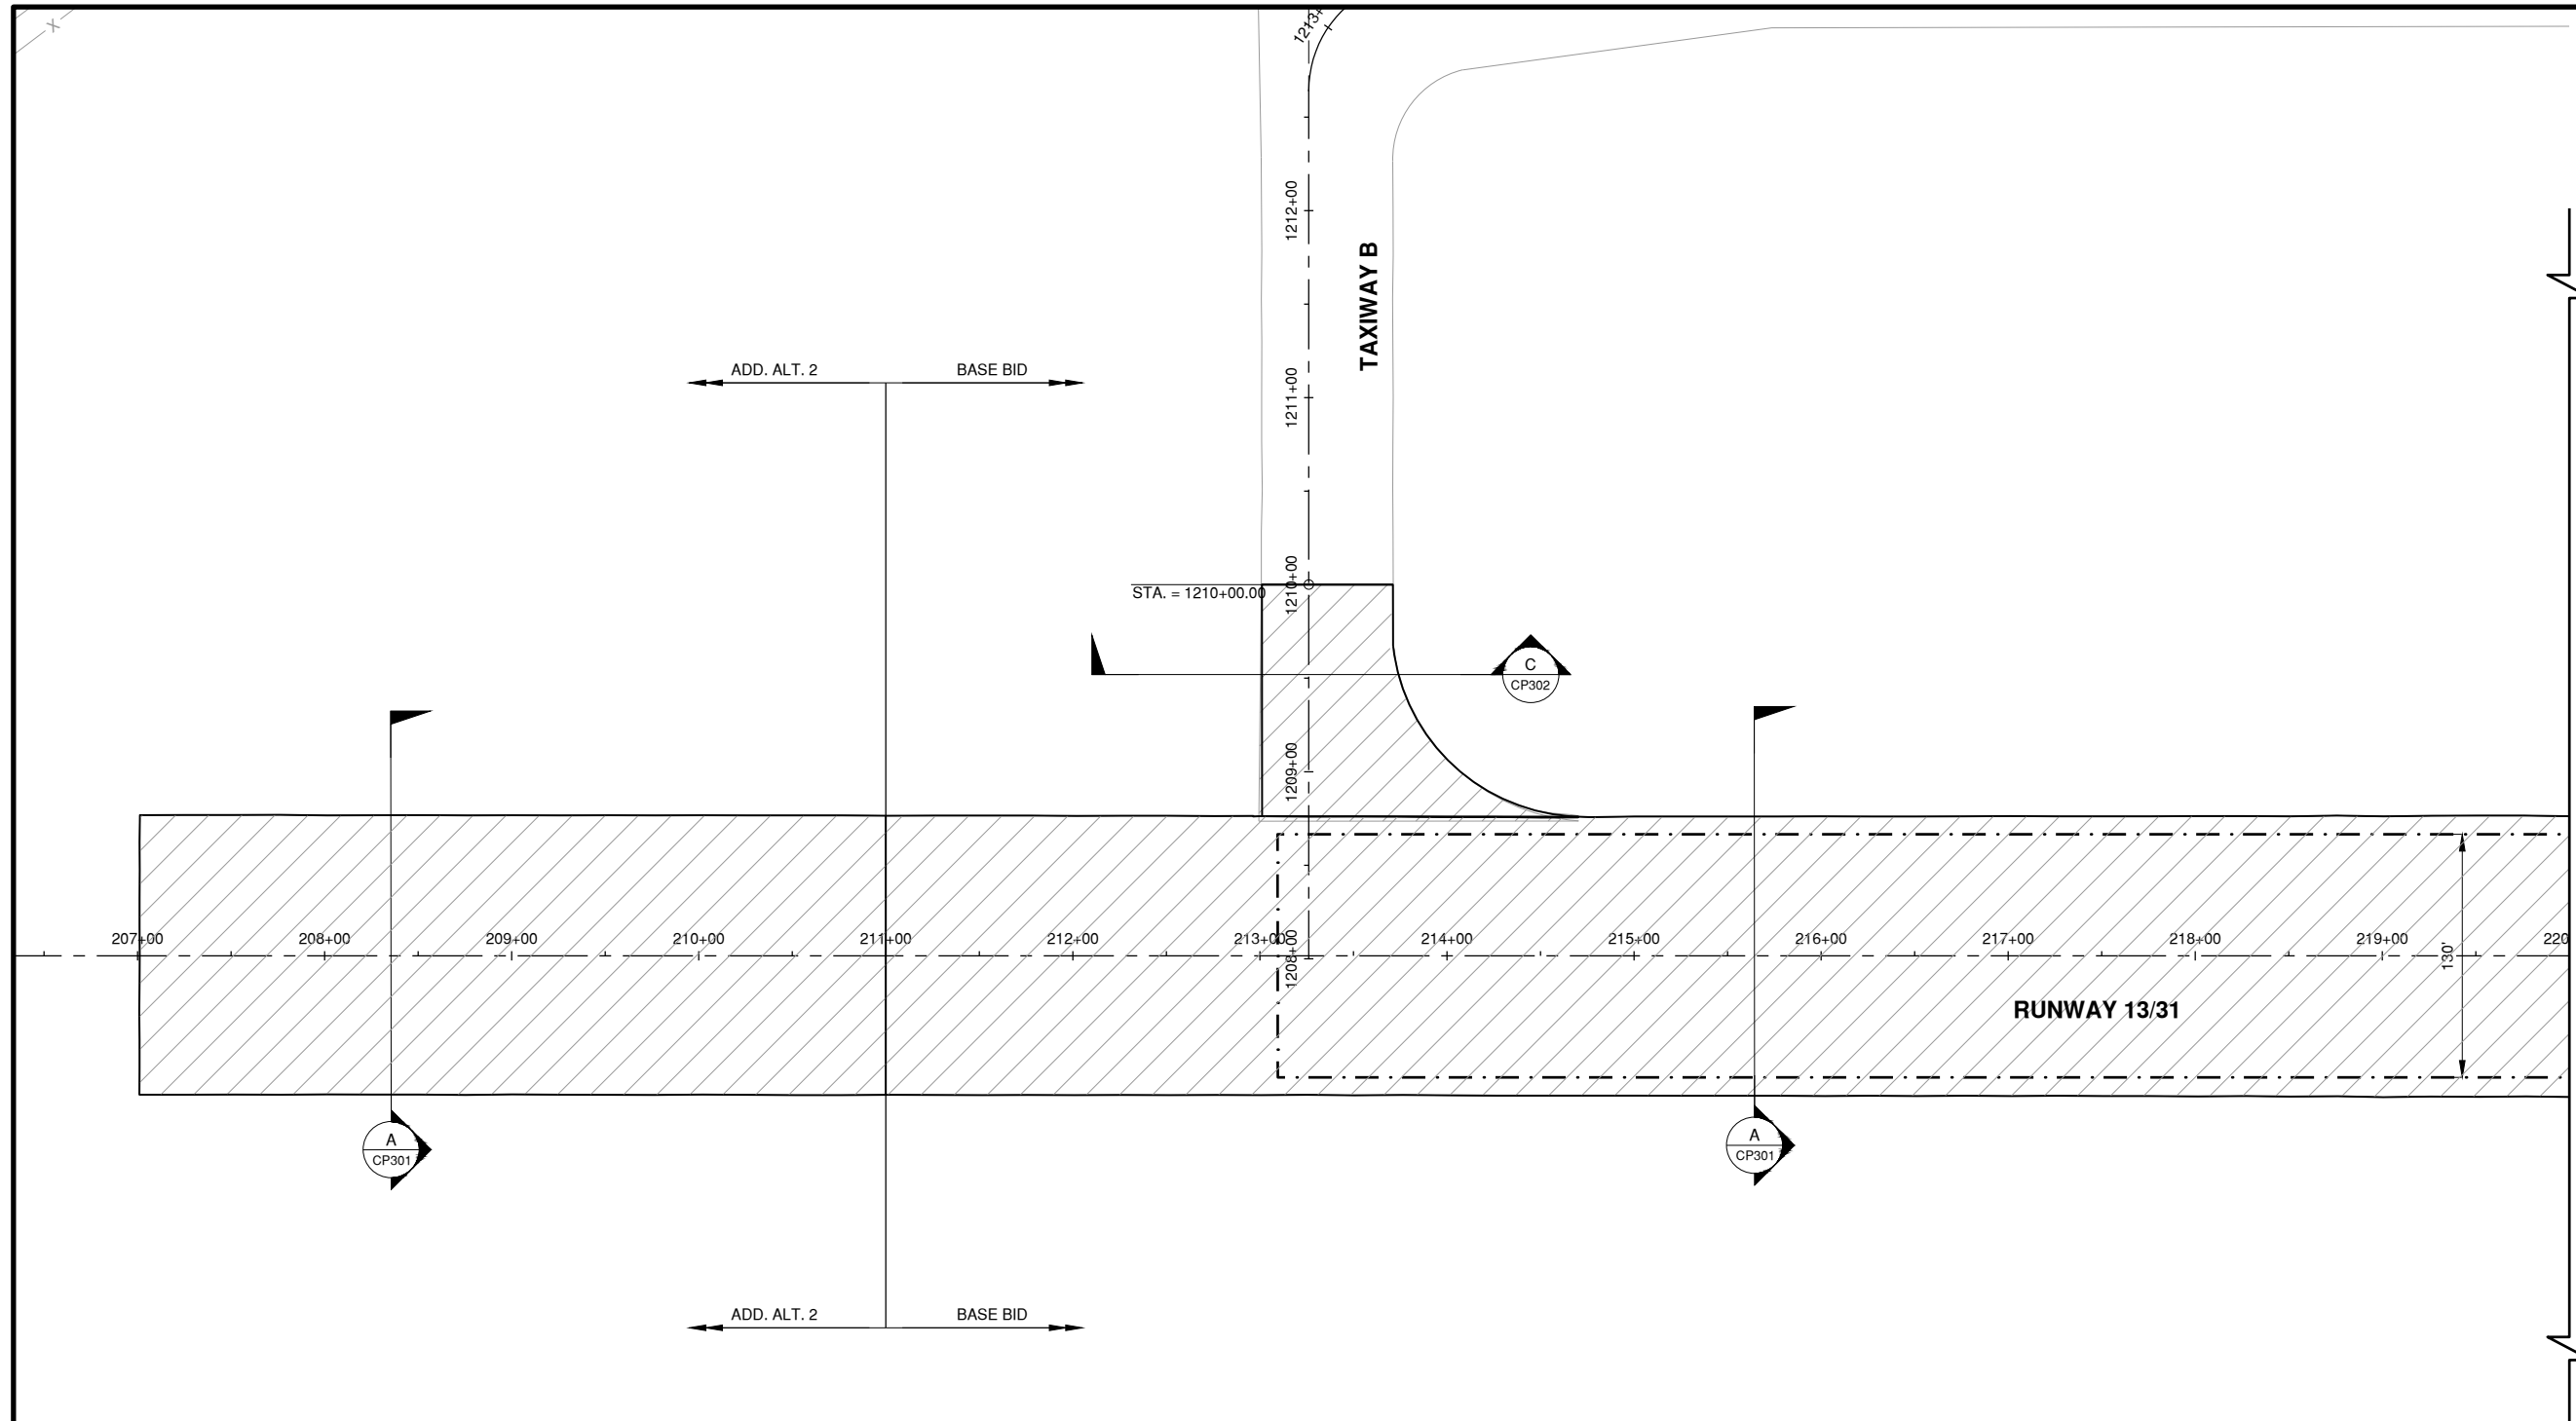 X
1213+
1212+00
TAXIWAY B
ADD. ALT. 2
BASE BID
1211+00
1210+00
STA. = 1210+00.00
C
CP302
1209+00
207+00
208+00
209+00
210+00
211+00
212+00
213+00
214+00
215+00
216+00
217+00
218+00
219+00
220
1208+00
130'
RUNWAY 13/31
A
CP301
A
CP301
ADD. ALT. 2
BASE BID